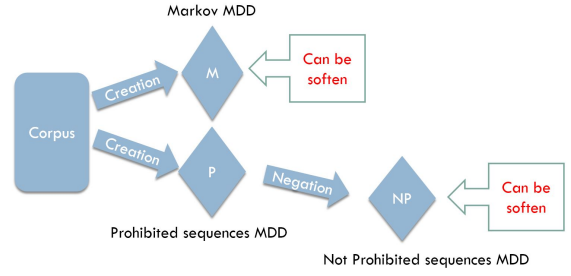 Markov MDD
M
Can be
soften
Creation
Corpus
Creation
P
Negation
NP
Can be
soften
Prohibited sequences MDD
Not Prohibited sequences MDD